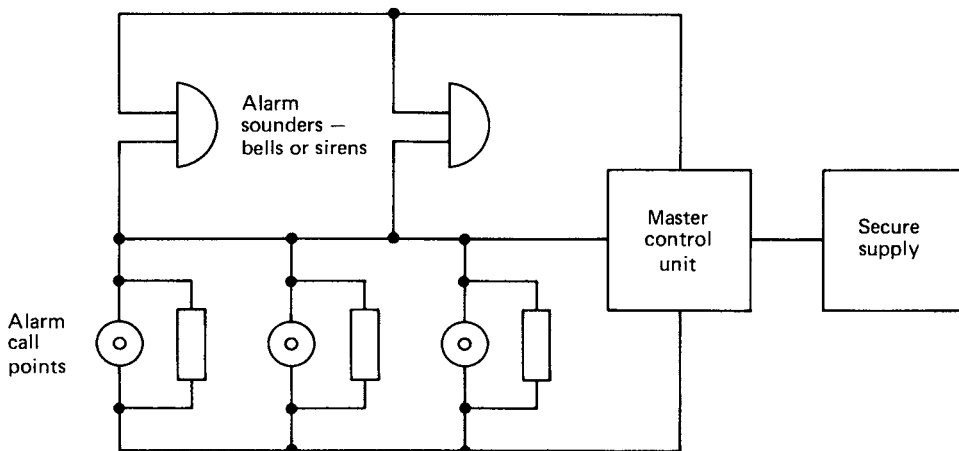 Alarm
sounders —
bells or sirens
Master
control
unit
Secure
supply
Alarm
call
points